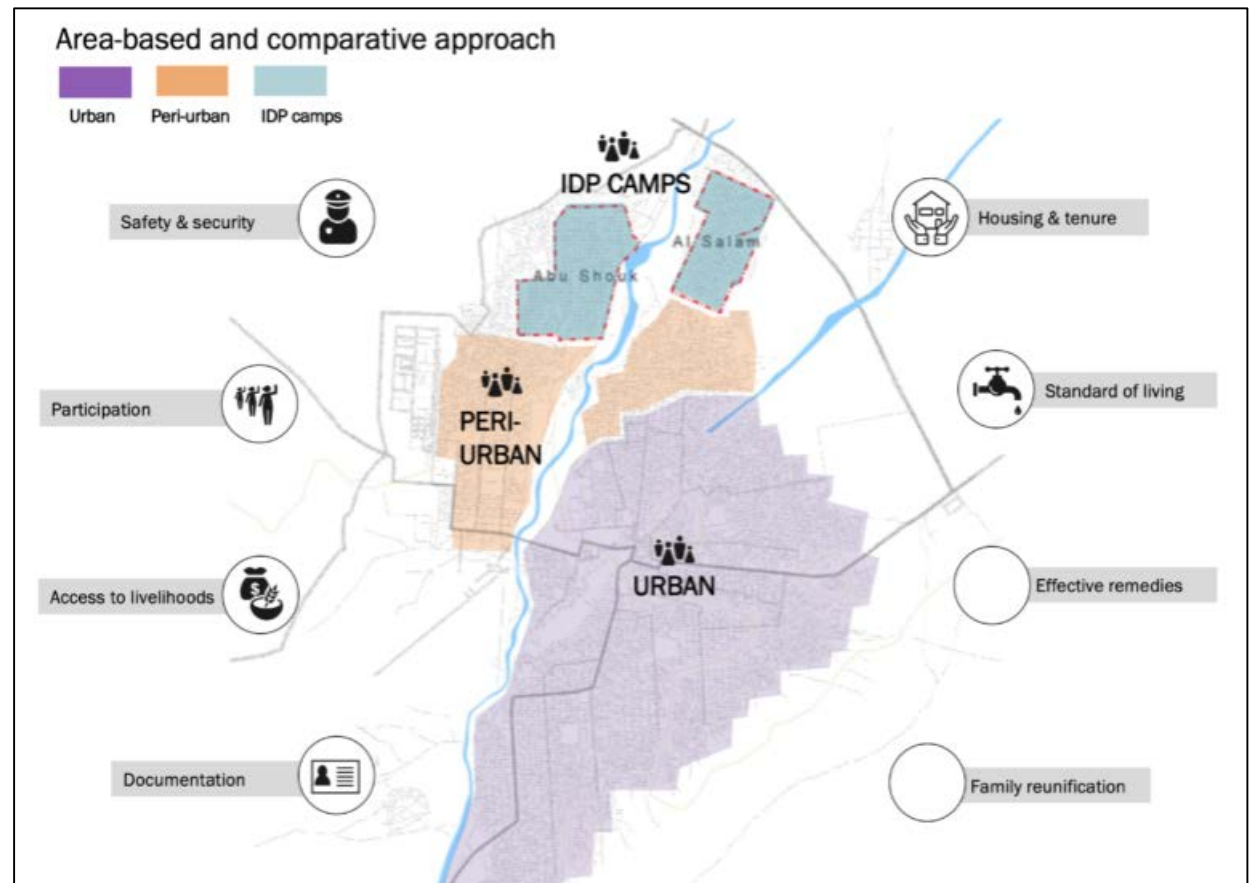 Area-based and comparative approach
Urban Peri-urban IDP camps
IDP CAMPS
Safety & security
Housing & tenure
Al Salam
Abu Shouk
Participation
PERI-
URBAN
Standard of living
URBAN
Access to livelihoods
$
Effective remedies
Documentation
Family reunification